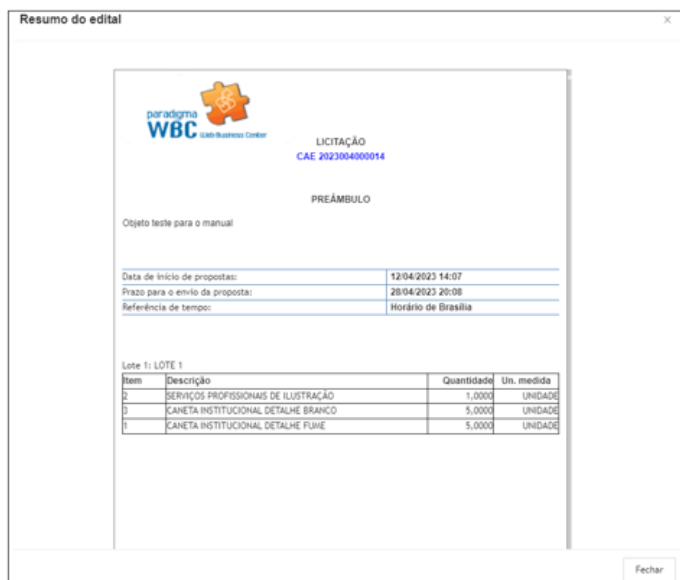 Resumo do edital
×
paradigma
WBC Web Business Center
LICITAÇÃO
CAE 2023004000014
PREÂMBULO
Objeto teste para o manual
Data de início de propostas: 12/04/2023 14:07
Prazo para o envio da proposta: 28/04/2023 20:08
Referência de tempo: Horário de Brasília
Lote 1: LOTE 1
Item Descrição Quantidade Un. medida
2 SERVIÇOS PROFISSIONAIS DE ILUSTRAÇÃO 1,0000 UNIDADE
3 CANETA INSTITUCIONAL DETALHE BRANCO 5,0000 UNIDADE
1 CANETA INSTITUCIONAL DETALHE FUME 5,0000 UNIDADE
Fechar